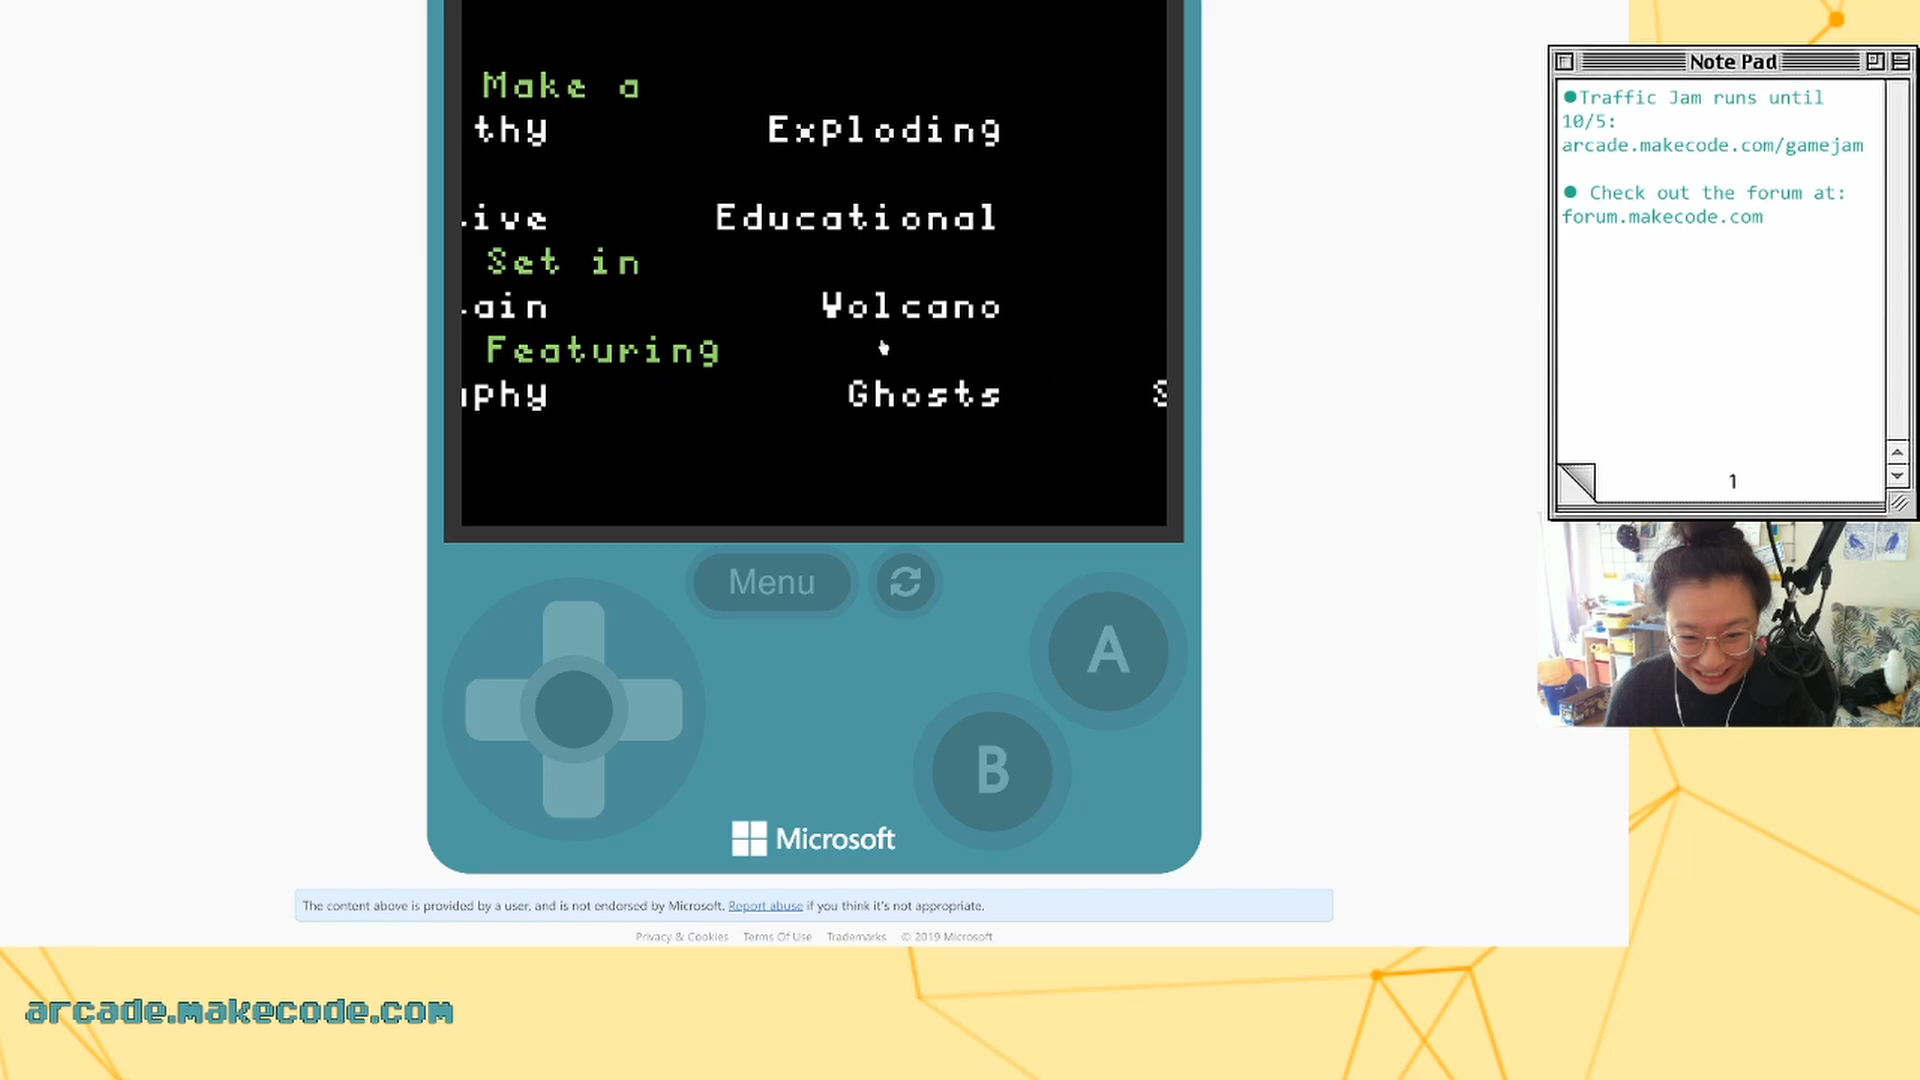 Make a
thy Exploding
ive Educational
Set in
ain Volcano
Featuring
phy Ghosts S
Menu
A
B
Microsoft
The content above is provided by a user, and is not endorsed by Microsoft. Report abuse if you think it's not appropriate.
Privacy & Cookies Terms Of Use Trademarks © 2019 Microsoft
arcade.makecode.com
Note Pad
●Traffic Jam runs until
10/5:
arcade.makecode.com/gamejam
● Check out the forum at:
forum.makecode.com
1